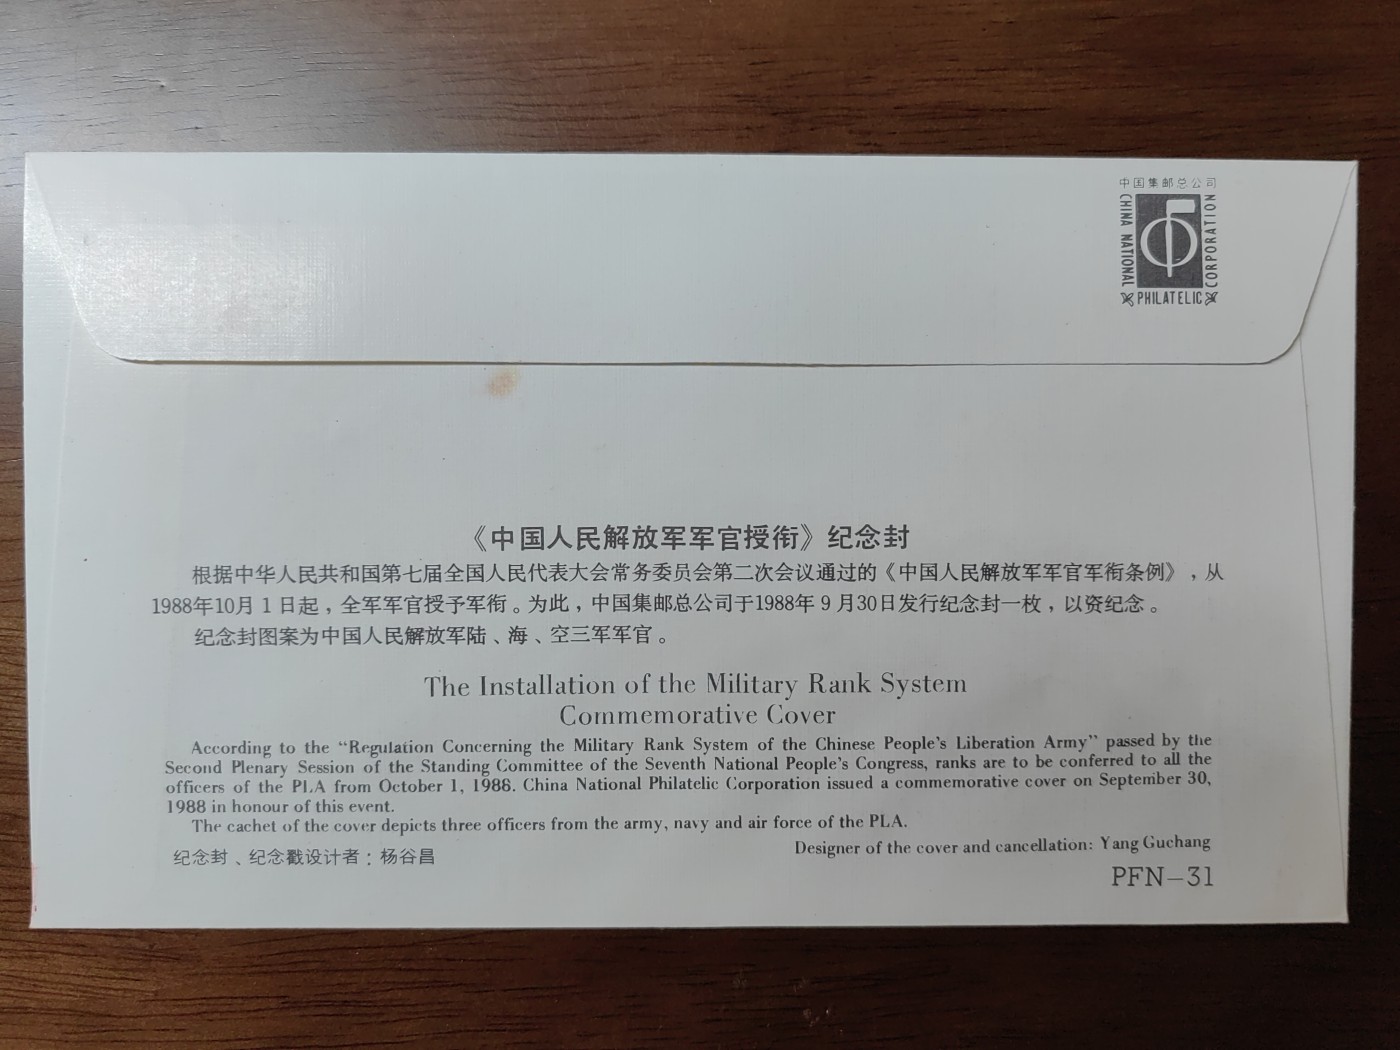 中国集邮总公司
CHINA NATIONAL
PHILATELIC
CORPORATION
《中国人民解放军军官授衔》纪念封
根据中华人民共和国第七届全国人民代表大会常务委员会第二次会议通过的《中国人民解放军军官军衔条例》，从
1988年10月1日起，全军军官授予军衔。为此，中国集邮总公司于1988年9月30日发行纪念封一枚，以资纪念。
纪念封图案为中国人民解放军陆、海、空三军军官。
The Installation of the Military Rank System
Commemorative Cover
According to the “Regulation Concerning the Military Rank System of the Chinese People’s Liberation Army” passed by the
Second Plenary Session of the Standing Committee of the Seventh National People’s Congress, ranks are to be conferred to all the
officers of the PLA from October 1, 1988. China National Philatelic Corporation issued a commemorative cover on September 30,
1988 in honour of this event.
The cachet of the cover depicts three officers from the army, navy and air force of the PLA.
纪念封、纪念戳设计者：杨谷昌
Designer of the cover and cancellation: Yang Guchang
PFN—31